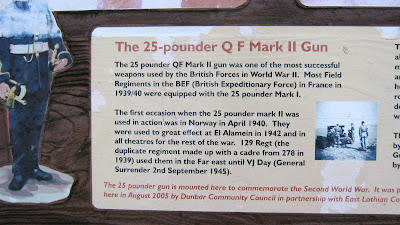 The 25-pounder Q F Mark II Gun
The 25 pounder QF Mark II gun was one of the most successful
weapons used by the British Forces in World War II. Most Field
Regiments in the BEF (British Expeditionary Force) in France in
1939/40 were equipped with the 25 pounder Mark I.
The first occasion when the 25 pounder mark II was
used in action was in Norway in April 1940. They
were used to great effect at El Alamein in 1942 and in
all theatres for the rest of the war. 129 Regt (the
duplicate regiment made up with a cadre from 278 in
1939) used them in the Far east until VJ Day (General
Surrender 2nd September 1945).
The 25 pounder gun is mounted here to commemorate the Second World War. It was p
here in August 2005 by Dunbar Community Council in partnership with East Lothian Co